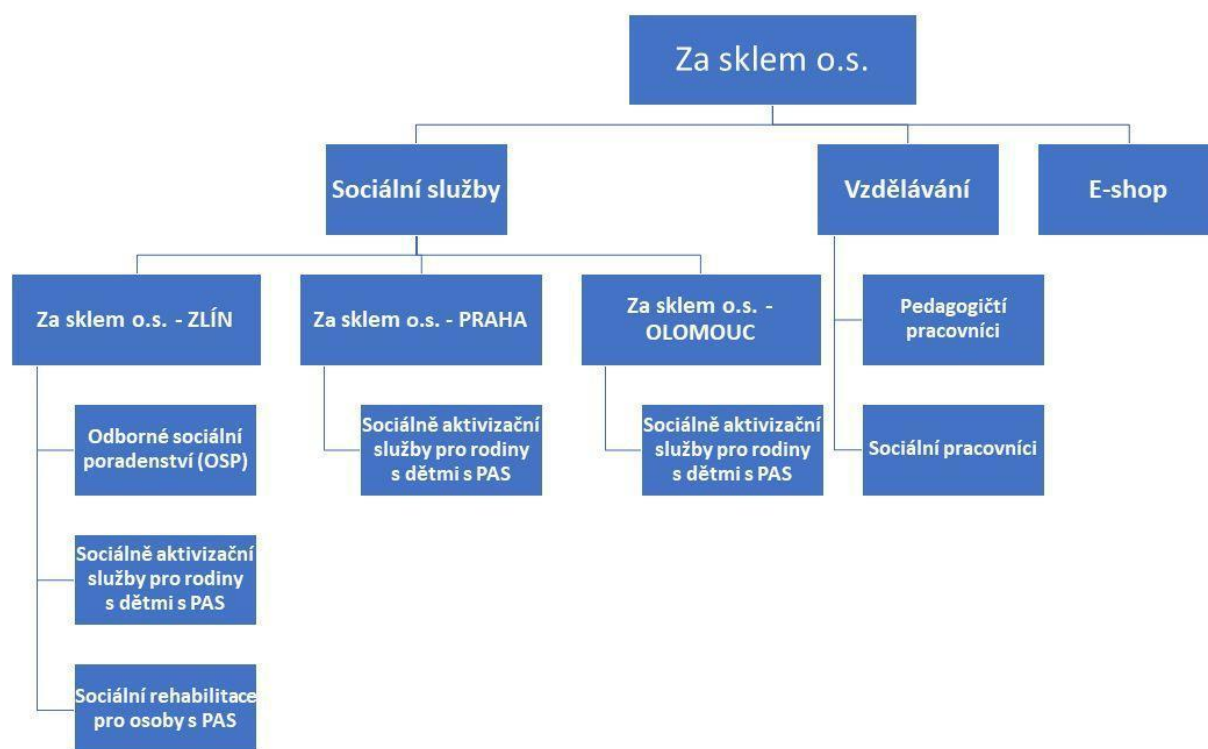 Za sklem o.s.
Sociální služby
Vzdělávání
E-shop
Za sklem o.s. - ZLÍN
Za sklem o.s. - PRAHA
Za sklem o.s. -
OLOMOUC
Pedagogičtí
pracovníci
Odborné sociální
poradenství (OSP)
Sociálně aktivizační
služby pro rodiny
s dětmi s PAS
Sociálně aktivizační
služby pro rodiny
s dětmi s PAS
Sociální pracovníci
Sociálně aktivizační
služby pro rodiny
s dětmi s PAS
Sociální rehabilitace
pro osoby s PAS